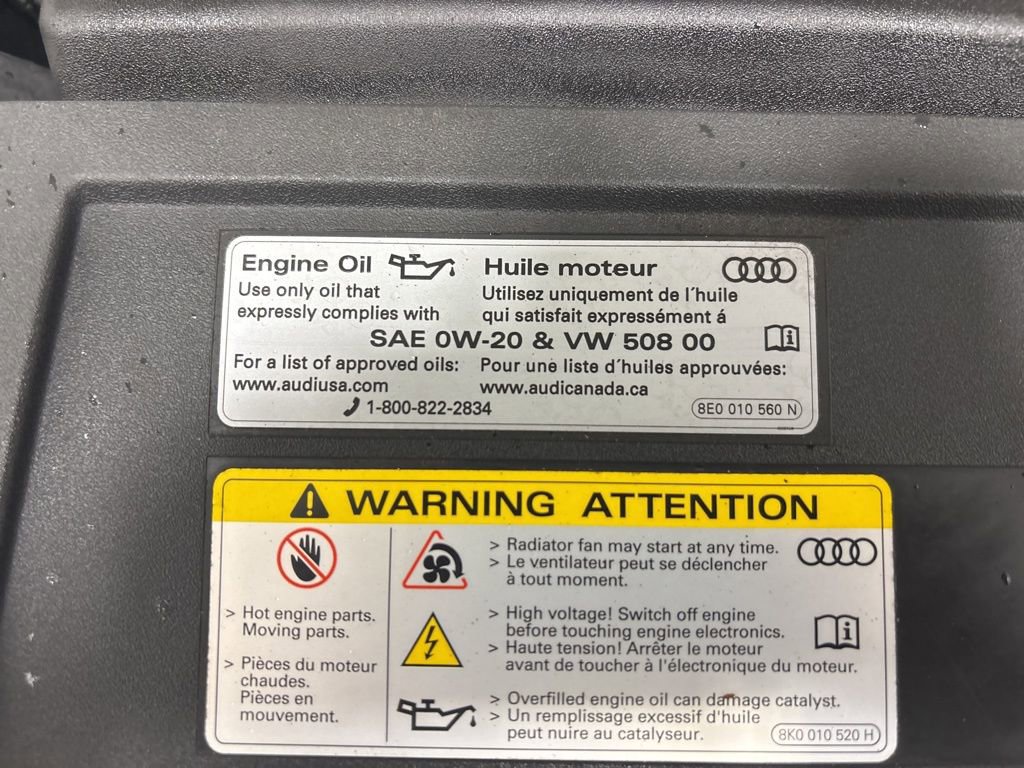 Engine Oil
Huile moteur
Use only oil that
expressly complies with
Utilisez uniquement de l´huile
qui satisfait expressément á
SAE 0W-20 & VW 508 00
For a list of approved oils:
www.audiusa.com
Pour une liste d´huiles approuvées:
www.audicanada.ca
1-800-822-2834
8E0 010 560 N
WARNING ATTENTION
> Hot engine parts.
Moving parts.
> Pièces du moteur
chaudes.
Pièces en
mouvement.
> Radiator fan may start at any time.
> Le ventilateur peut se déclencher
à tout moment.
> High voltage! Switch off engine
before touching engine electronics.
> Haute tension! Arrêter le moteur
avant de toucher à l'électronique du moteur.
> Overfilled engine oil can damage catalyst.
> Un remplissage excessif d'huile
peut nuire au catalyseur.
8K0 010 520 H